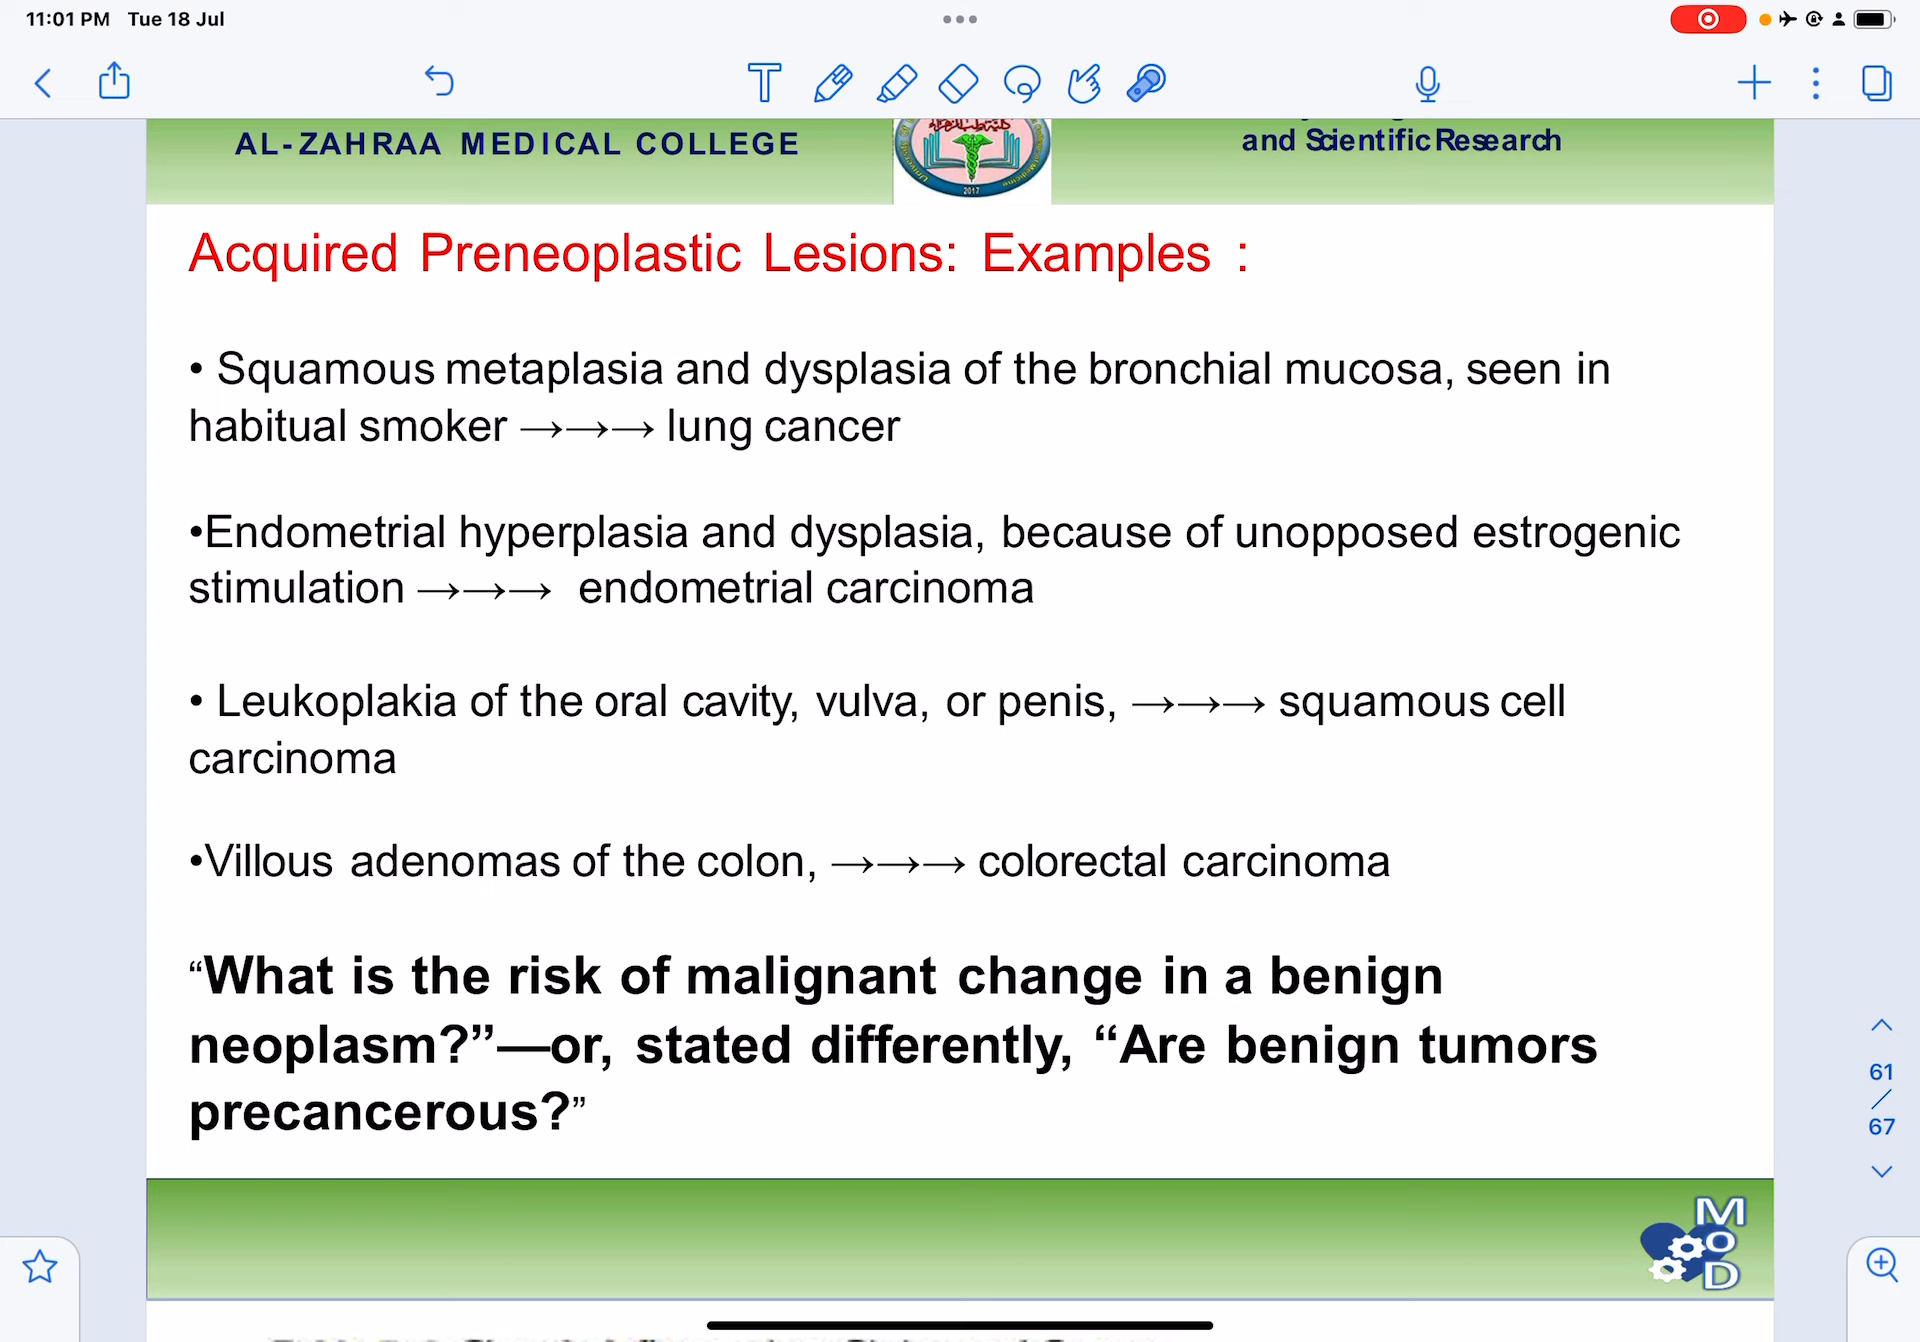 11:01 PM Tue 18 Jul
AL-ZAHRAA MEDICAL COLLEGE
and Scientific Research
2017
Acquired Preneoplastic Lesions: Examples :
• Squamous metaplasia and dysplasia of the bronchial mucosa, seen in
habitual smoker →→→ lung cancer
•Endometrial hyperplasia and dysplasia, because of unopposed estrogenic
stimulation →→→ endometrial carcinoma
• Leukoplakia of the oral cavity, vulva, or penis, →→→ squamous cell
carcinoma
•Villous adenomas of the colon, →→→ colorectal carcinoma
“What is the risk of malignant change in a benign
neoplasm?”—or, stated differently, “Are benign tumors
precancerous?”
61
/
67
M
O
D